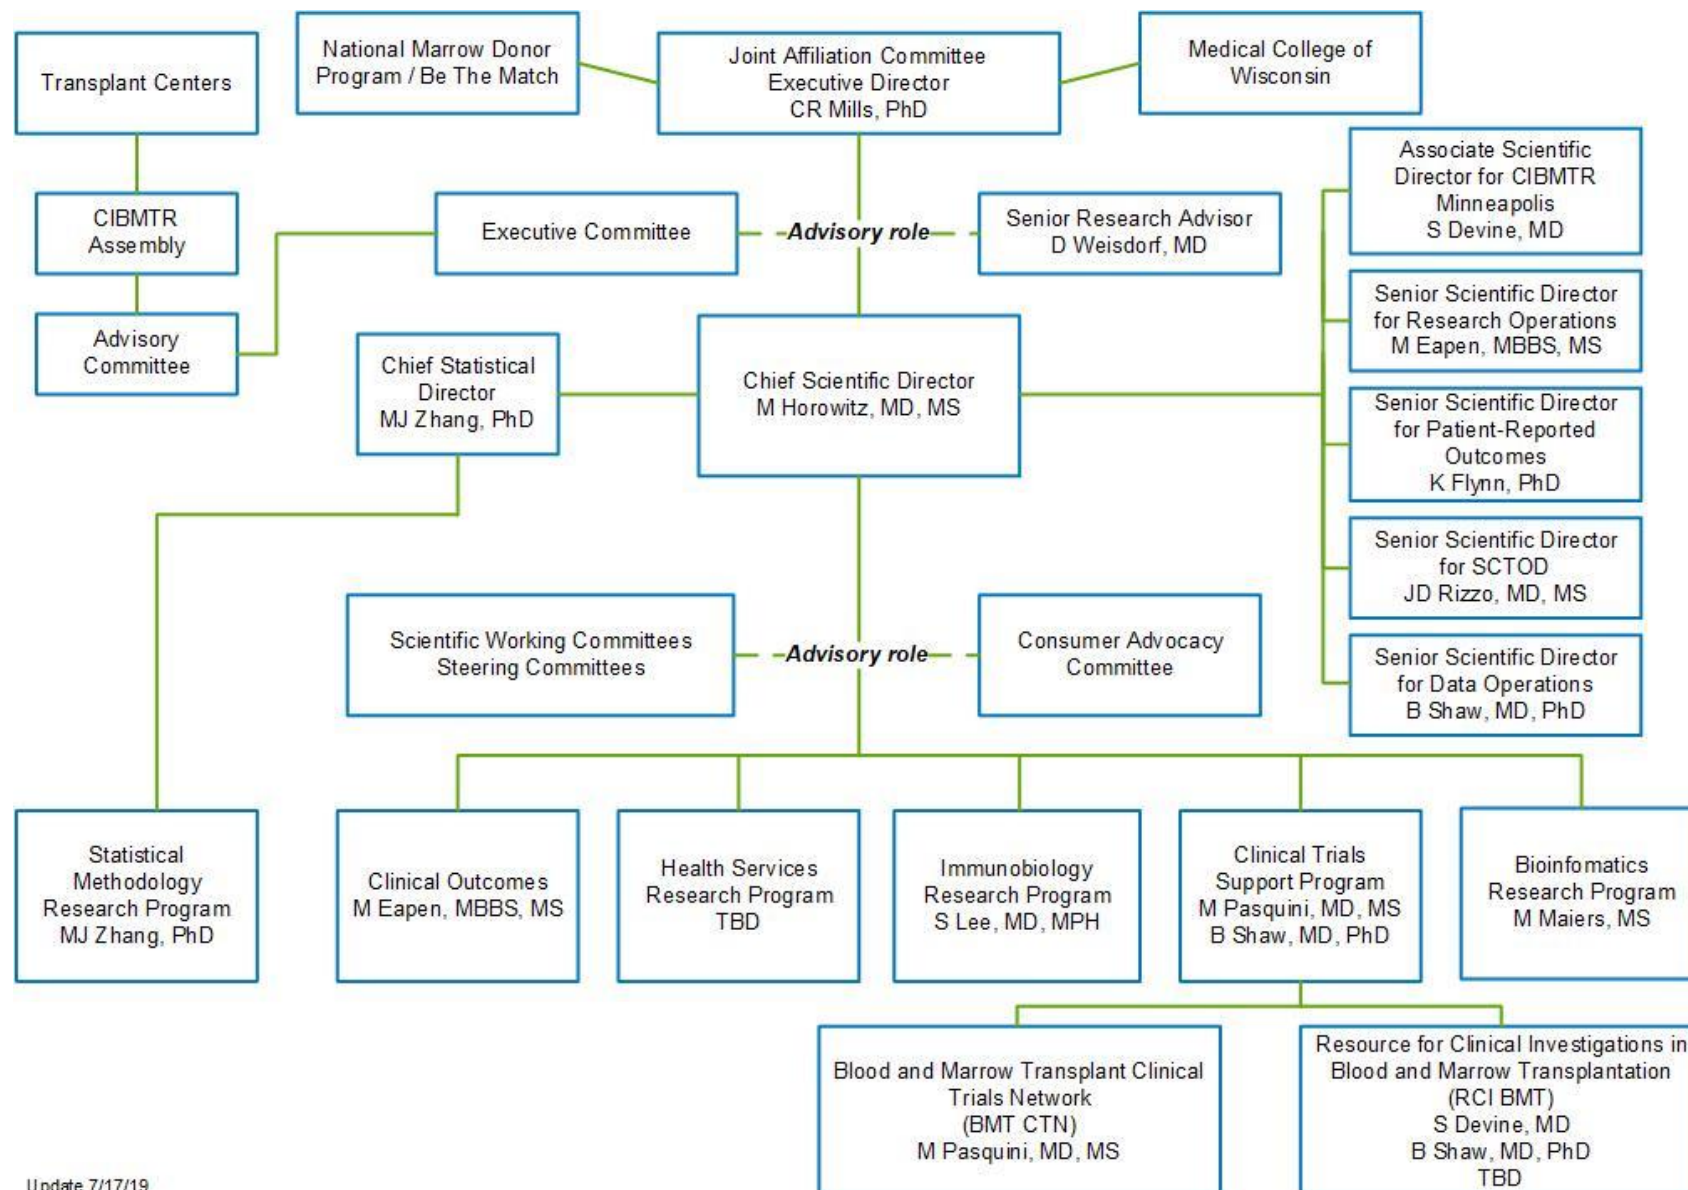 National Marrow Donor
Program / Be The Match
Joint Affiliation Committee
Executive Director
CR Mills, PhD
Medical College of
Wisconsin
Transplant Centers
Associate Scientific
Director for CIBMTR
Minneapolis
S Devine, MD
CIBMTR
Assembly
Executive Committee
Advisory role
Senior Research Advisor
D Weisdorf, MD
Senior Scientific Director
for Research Operations
M Eapen, MBBS, MS
Advisory
Committee
Chief Statistical
Director
MJ Zhang, PhD
Chief Scientific Director
M Horowitz, MD, MS
Senior Scientific Director
for Patient-Reported
Outcomes
K Flynn, PhD
Senior Scientific Director
for SCTOD
JD Rizzo, MD, MS
Scientific Working Committees
Steering Committees
Advisory role
Consumer Advocacy
Committee
Senior Scientific Director
for Data Operations
B Shaw, MD, PhD
Statistical
Methodology
Research Program
MJ Zhang, PhD
Clinical Outcomes
M Eapen, MBBS, MS
Health Services
Research Program
TBD
Immunobiology
Research Program
S Lee, MD, MPH
Clinical Trials
Support Program
M Pasquini, MD, MS
B Shaw, MD, PhD
Bioinfomatics
Research Program
M Maiers, MS
Blood and Marrow Transplant Clinical
Trials Network
(BMT CTN)
M Pasquini, MD, MS
Resource for Clinical Investigations in
Blood and Marrow Transplantation
(RCI BMT)
S Devine, MD
B Shaw, MD, PhD
TBD
Update 7/17/19